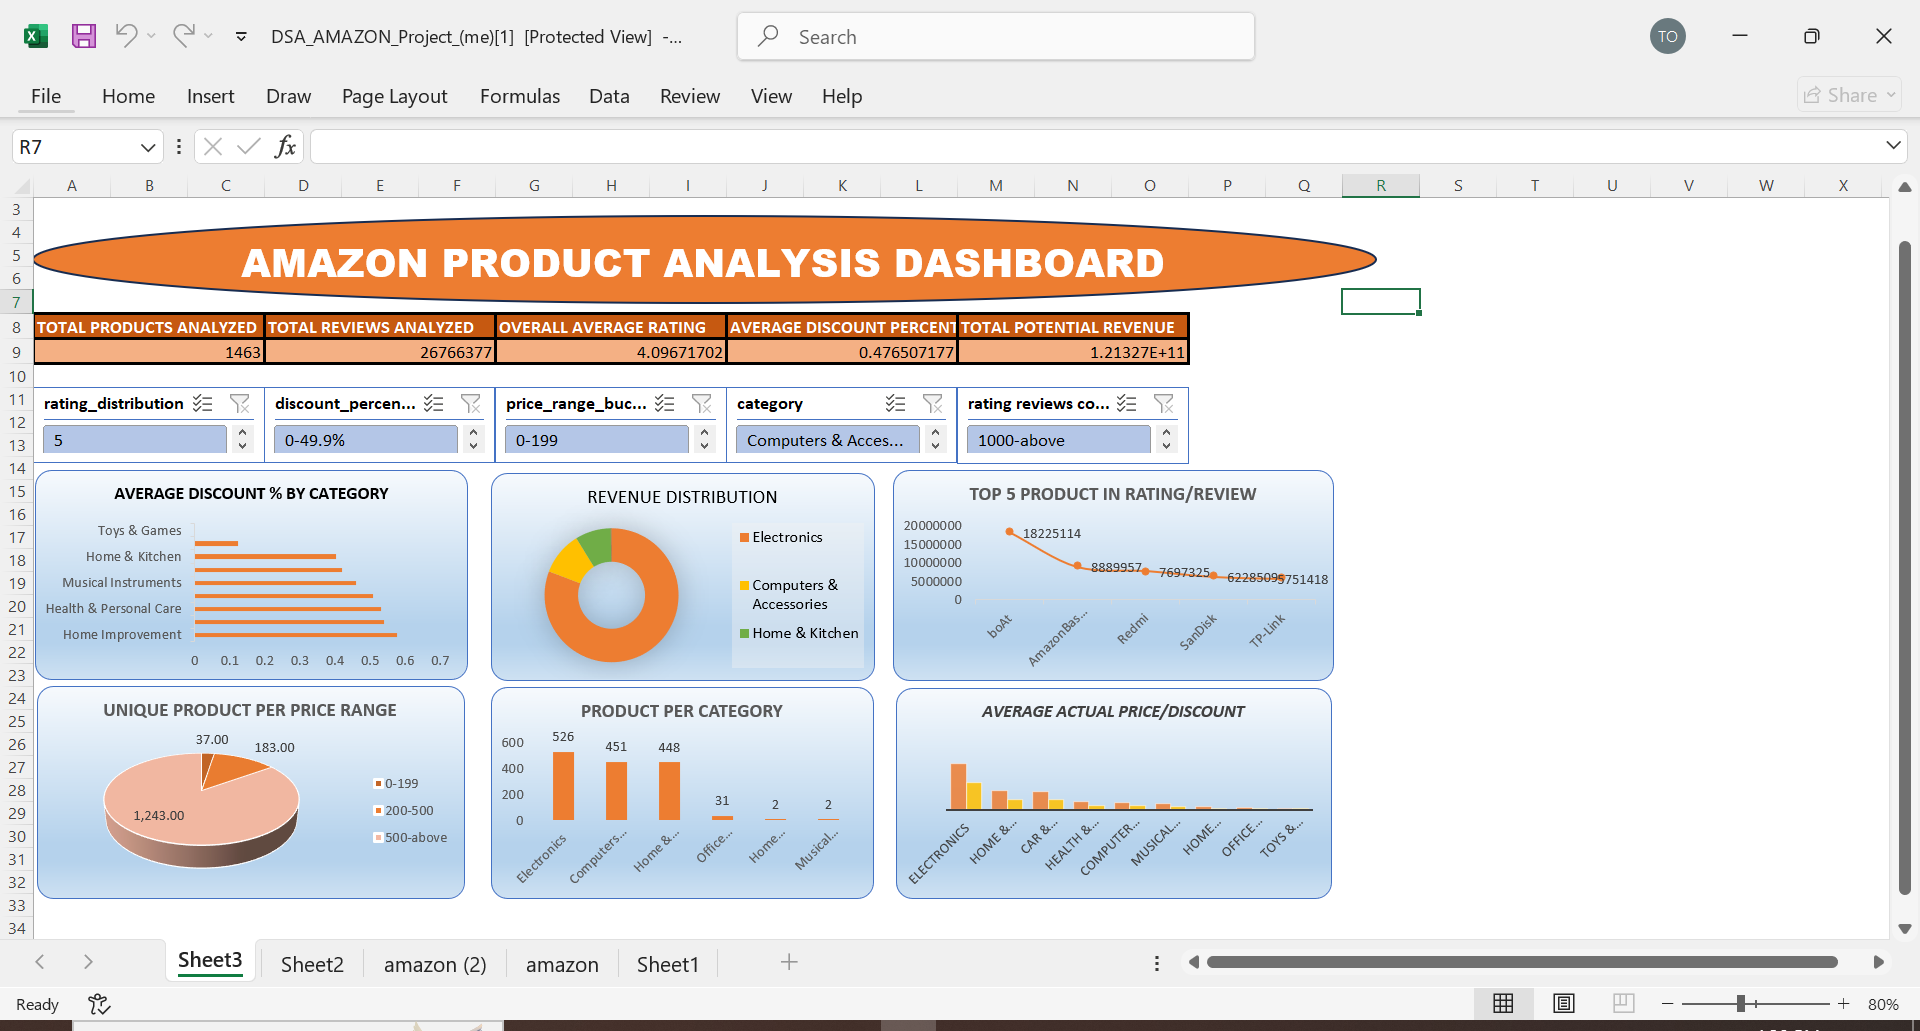 DSA_AMAZON_Project_(me)[1] [Protected View] -...
Search
TO
File Home Insert Draw Page Layout Formulas Data Review View Help
Share
R7
fx
A B C D E F G H I J K L M N O P Q R S T U V W X
3
4
5
6
7
8
9
10
11
12
13
14
15
16
17
18
19
20
21
22
23
24
25
26
27
28
29
30
31
32
33
34
AMAZON PRODUCT ANALYSIS DASHBOARD
TOTAL PRODUCTS ANALYZED TOTAL REVIEWS ANALYZED OVERALL AVERAGE RATING AVERAGE DISCOUNT PERCENT TOTAL POTENTIAL REVENUE
1463 26766377 4.09671702 0.476507177 1.21327E+11
rating_distribution discount_percen... price_range_buc... category rating reviews co...
5 0-49.9% 0-199 Computers & Acces... 1000-above
AVERAGE DISCOUNT % BY CATEGORY
Toys & Games
Home & Kitchen
Musical Instruments
Health & Personal Care
Home Improvement
0 0.1 0.2 0.3 0.4 0.5 0.6 0.7
REVENUE DISTRIBUTION
Electronics
Computers &
Accessories
Home & Kitchen
TOP 5 PRODUCT IN RATING/REVIEW
20000000
15000000
10000000
5000000
0
18225114
8889957
7697325
6228509
5751418
boAt
AmazonBas...
Redmi
SanDisk
TP-Link
UNIQUE PRODUCT PER PRICE RANGE
37.00
183.00
1,243.00
0-199
200-500
500-above
PRODUCT PER CATEGORY
600
400
200
0
526
451
448
31
2
2
Electronics
Computers...
Home &...
Office...
Home...
Musical...
AVERAGE ACTUAL PRICE/DISCOUNT
ELECTRONICS
HOME &...
CAR &...
HEALTH &...
COMPUTER...
MUSICAL...
HOME...
OFFICE...
TOYS &...
Sheet3 Sheet2 amazon (2) amazon Sheet1
Ready
80%